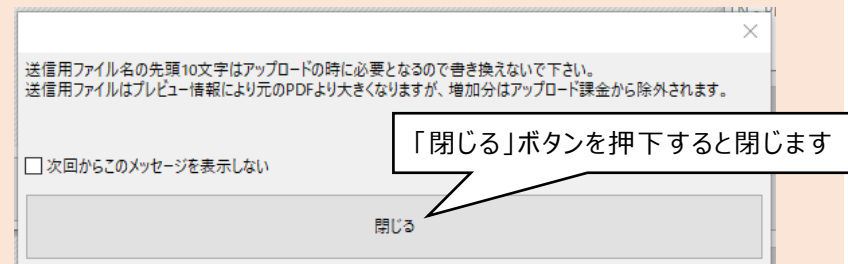 送信用ファイル名の先頭10文字はアップロードの時に必要となるので書き換えないで下さい。
送信用ファイルはプレビュー情報により元のPDFより大きくなりますが、増加分はアップロード課金から除外されます。
「閉じる」ボタンを押下すると閉じます
次回からこのメッセージを表示しない
閉じる